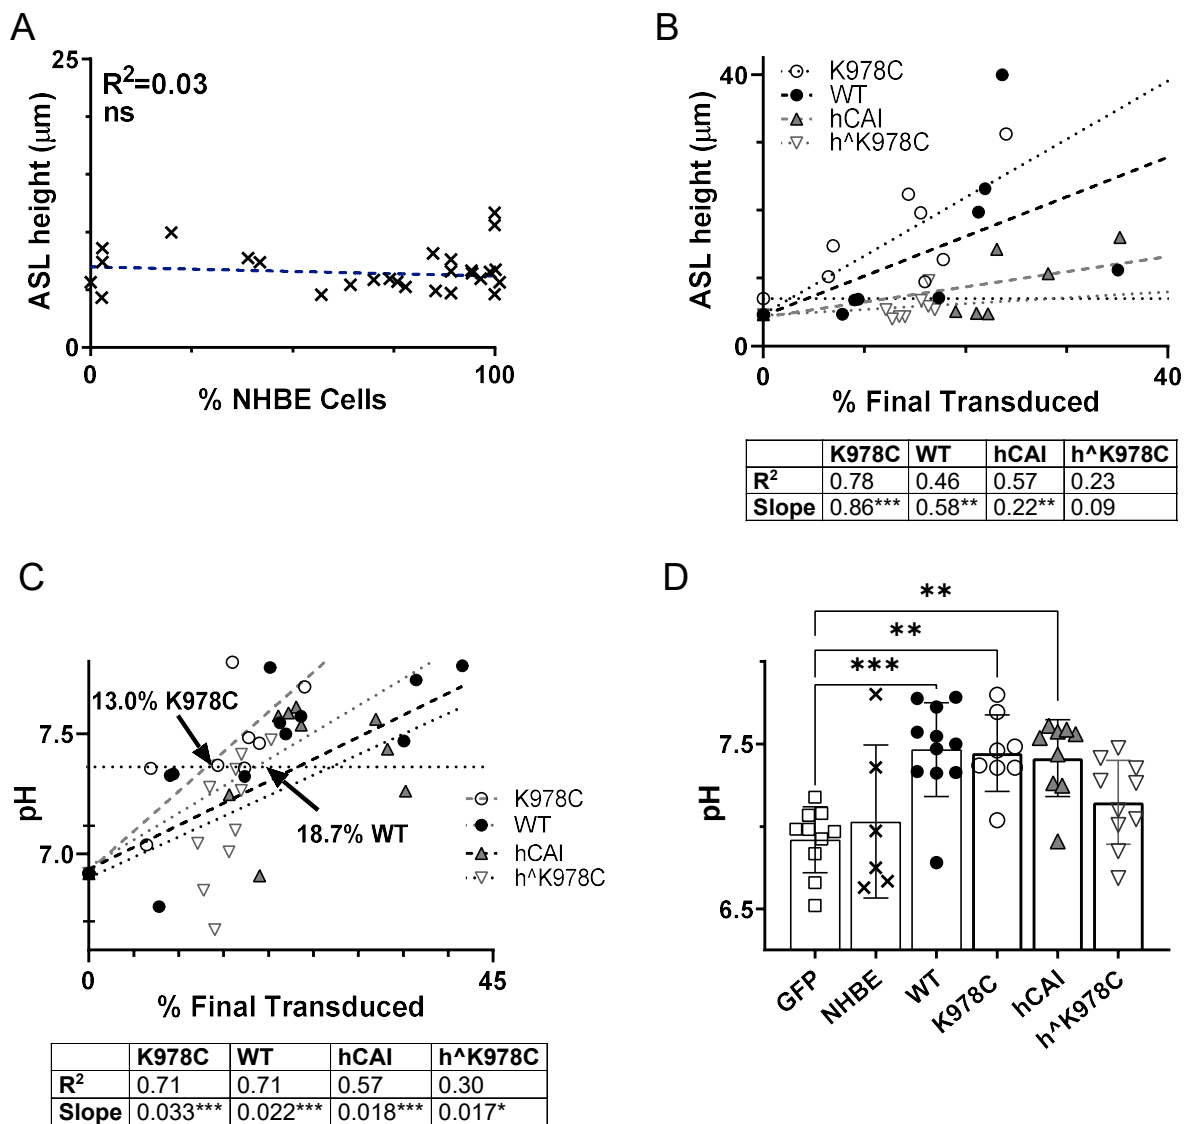 A
25
R²=0.03
ns
ASL height (μm)
0
0
100
% NHBE Cells
B
40
K978C
WT
hCAI
h^K978C
ASL height (μm)
0
0
40
% Final Transduced
K978C WT hCAI h^K978C
R² 0.78 0.46 0.57 0.23
Slope 0.86*** 0.58** 0.22** 0.09
C
13.0% K978C
7.5
pH
7.0
18.7% WT
K978C
WT
hCAI
h^K978C
0
45
% Final Transduced
K978C WT hCAI h^K978C
R² 0.71 0.71 0.57 0.30
Slope 0.033*** 0.022*** 0.018*** 0.017*
D
**
**
***
7.5
pH
6.5
GFP
NHBE
WT
K978C
hCAI
h^K978C